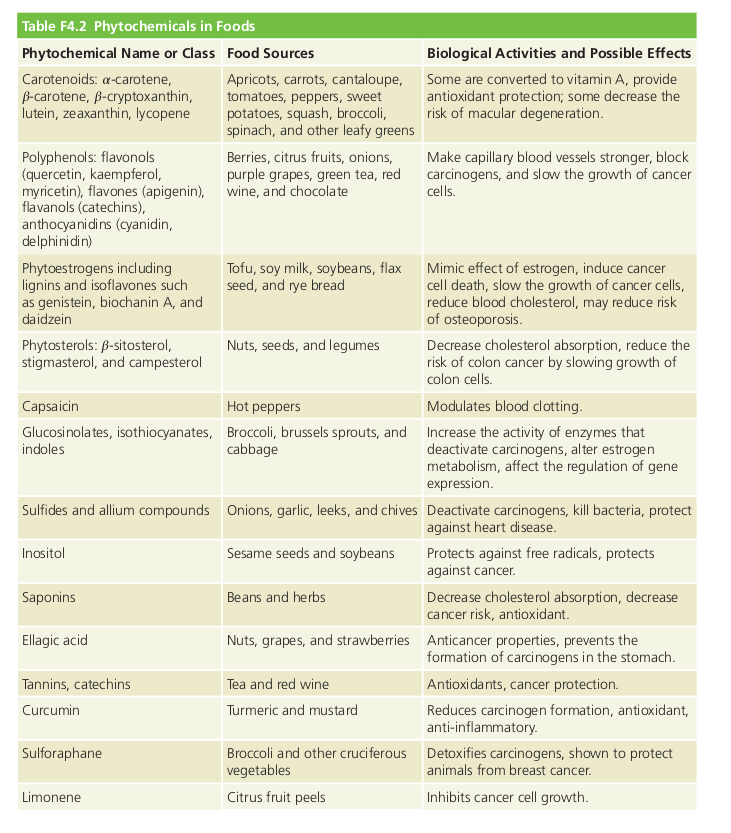 Table F4.2 Phytochemicals in Foods
Phytochemical Name or Class Food Sources Biological Activities and Possible Effects
Carotenoids: α-carotene,
β-carotene, β-cryptoxanthin,
lutein, zeaxanthin, lycopene
Apricots, carrots, cantaloupe,
tomatoes, peppers, sweet
potatoes, squash, broccoli,
spinach, and other leafy greens
Some are converted to vitamin A, provide
antioxidant protection; some decrease the
risk of macular degeneration.
Polyphenols: flavonols
(quercetin, kaempferol,
myricetin), flavones (apigenin),
flavanols (catechins),
anthocyanidins (cyanidin,
delphinidin)
Berries, citrus fruits, onions,
purple grapes, green tea, red
wine, and chocolate
Make capillary blood vessels stronger, block
carcinogens, and slow the growth of cancer
cells.
Phytoestrogens including
lignins and isoflavones such
as genistein, biochanin A, and
daidzein
Tofu, soy milk, soybeans, flax
seed, and rye bread
Mimic effect of estrogen, induce cancer
cell death, slow the growth of cancer cells,
reduce blood cholesterol, may reduce risk
of osteoporosis.
Phytosterols: β-sitosterol,
stigmasterol, and campesterol
Nuts, seeds, and legumes
Decrease cholesterol absorption, reduce the
risk of colon cancer by slowing growth of
colon cells.
Capsaicin
Hot peppers
Modulates blood clotting.
Glucosinolates, isothiocyanates,
indoles
Broccoli, brussels sprouts, and
cabbage
Increase the activity of enzymes that
deactivate carcinogens, alter estrogen
metabolism, affect the regulation of gene
expression.
Sulfides and allium compounds
Onions, garlic, leeks, and chives
Deactivate carcinogens, kill bacteria, protect
against heart disease.
Inositol
Sesame seeds and soybeans
Protects against free radicals, protects
against cancer.
Saponins
Beans and herbs
Decrease cholesterol absorption, decrease
cancer risk, antioxidant.
Ellagic acid
Nuts, grapes, and strawberries
Anticancer properties, prevents the
formation of carcinogens in the stomach.
Tannins, catechins
Tea and red wine
Antioxidants, cancer protection.
Curcumin
Turmeric and mustard
Reduces carcinogen formation, antioxidant,
anti-inflammatory.
Sulforaphane
Broccoli and other cruciferous
vegetables
Detoxifies carcinogens, shown to protect
animals from breast cancer.
Limonene
Citrus fruit peels
Inhibits cancer cell growth.